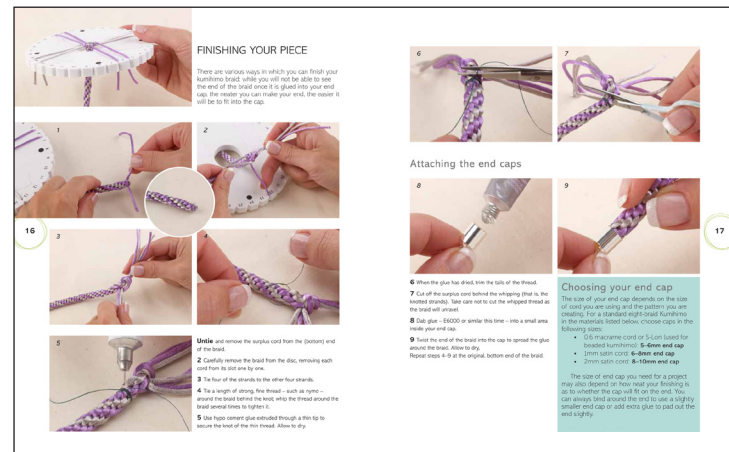 FINISHING YOUR PIECE
There are various ways in which you can finish your
kumihimo braid; while you will not be able to see
the end of the braid once it is glued into your end
cap, the neater you can make your end, the easier it
will be to fit into the cap.
1
2
3
4
5
16
Untie and remove the surplus cord from the (bottom) end
of the braid.
2 Carefully remove the braid from the disc, removing each
cord from its slot one by one.
3 Tie four of the strands to the other four strands.
4 Tie a length of strong, fine thread – such as nymo –
around the braid behind the knot; whip the thread around the
braid several times to tighten it.
5 Use hypo cement glue extruded through a thin tip to
secure the knot of the thin thread. Allow to dry.
6
7
Attaching the end caps
8
9
17
6 When the glue has dried, trim the tails of the thread.
7 Cut off the surplus cord behind the whipping (that is, the
knotted strands). Take care not to cut the whipped thread as
the braid will unravel.
8 Dab glue – E6000 or similar this time – into a small area
inside your end cap.
9 Twist the end of the braid into the cap to spread the glue
around the braid. Allow to dry.
Repeat steps 4–9 at the original, bottom end of the braid.
Choosing your end cap
The size of your end cap depends on the size
of cord you are using and the pattern you are
creating. For a standard eight-braid Kumihimo
in the materials listed below, choose caps in the
following sizes:
• 0.6 macramé cord or S-Lon (used for
beaded kumihimo): 5–6mm end cap
• 1mm satin cord: 6–8mm end cap
• 2mm satin cord: 8–10mm end cap
The size of end cap you need for a project
may also depend on how neat your finishing is
as to whether the cap will fit on the end. You
can always bind around the end to use a slightly
smaller end cap or add extra glue to pad out the
end slightly.